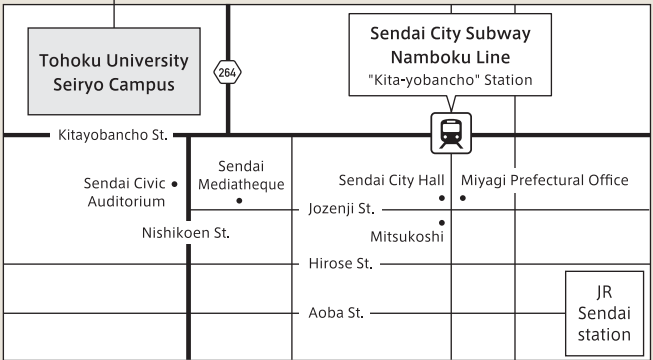 Tohoku University
Seiryo Campus
264
Sendai City Subway
Namboku Line
"Kita-yobancho" Station
Kitayobancho St.
Sendai Civic
Auditorium
Sendai
Mediatheque
Sendai City Hall
Miyagi Prefectural Office
Jozenji St.
Nishikoen St.
Mitsukoshi
Hirose St.
Aoba St.
JR
Sendai
station